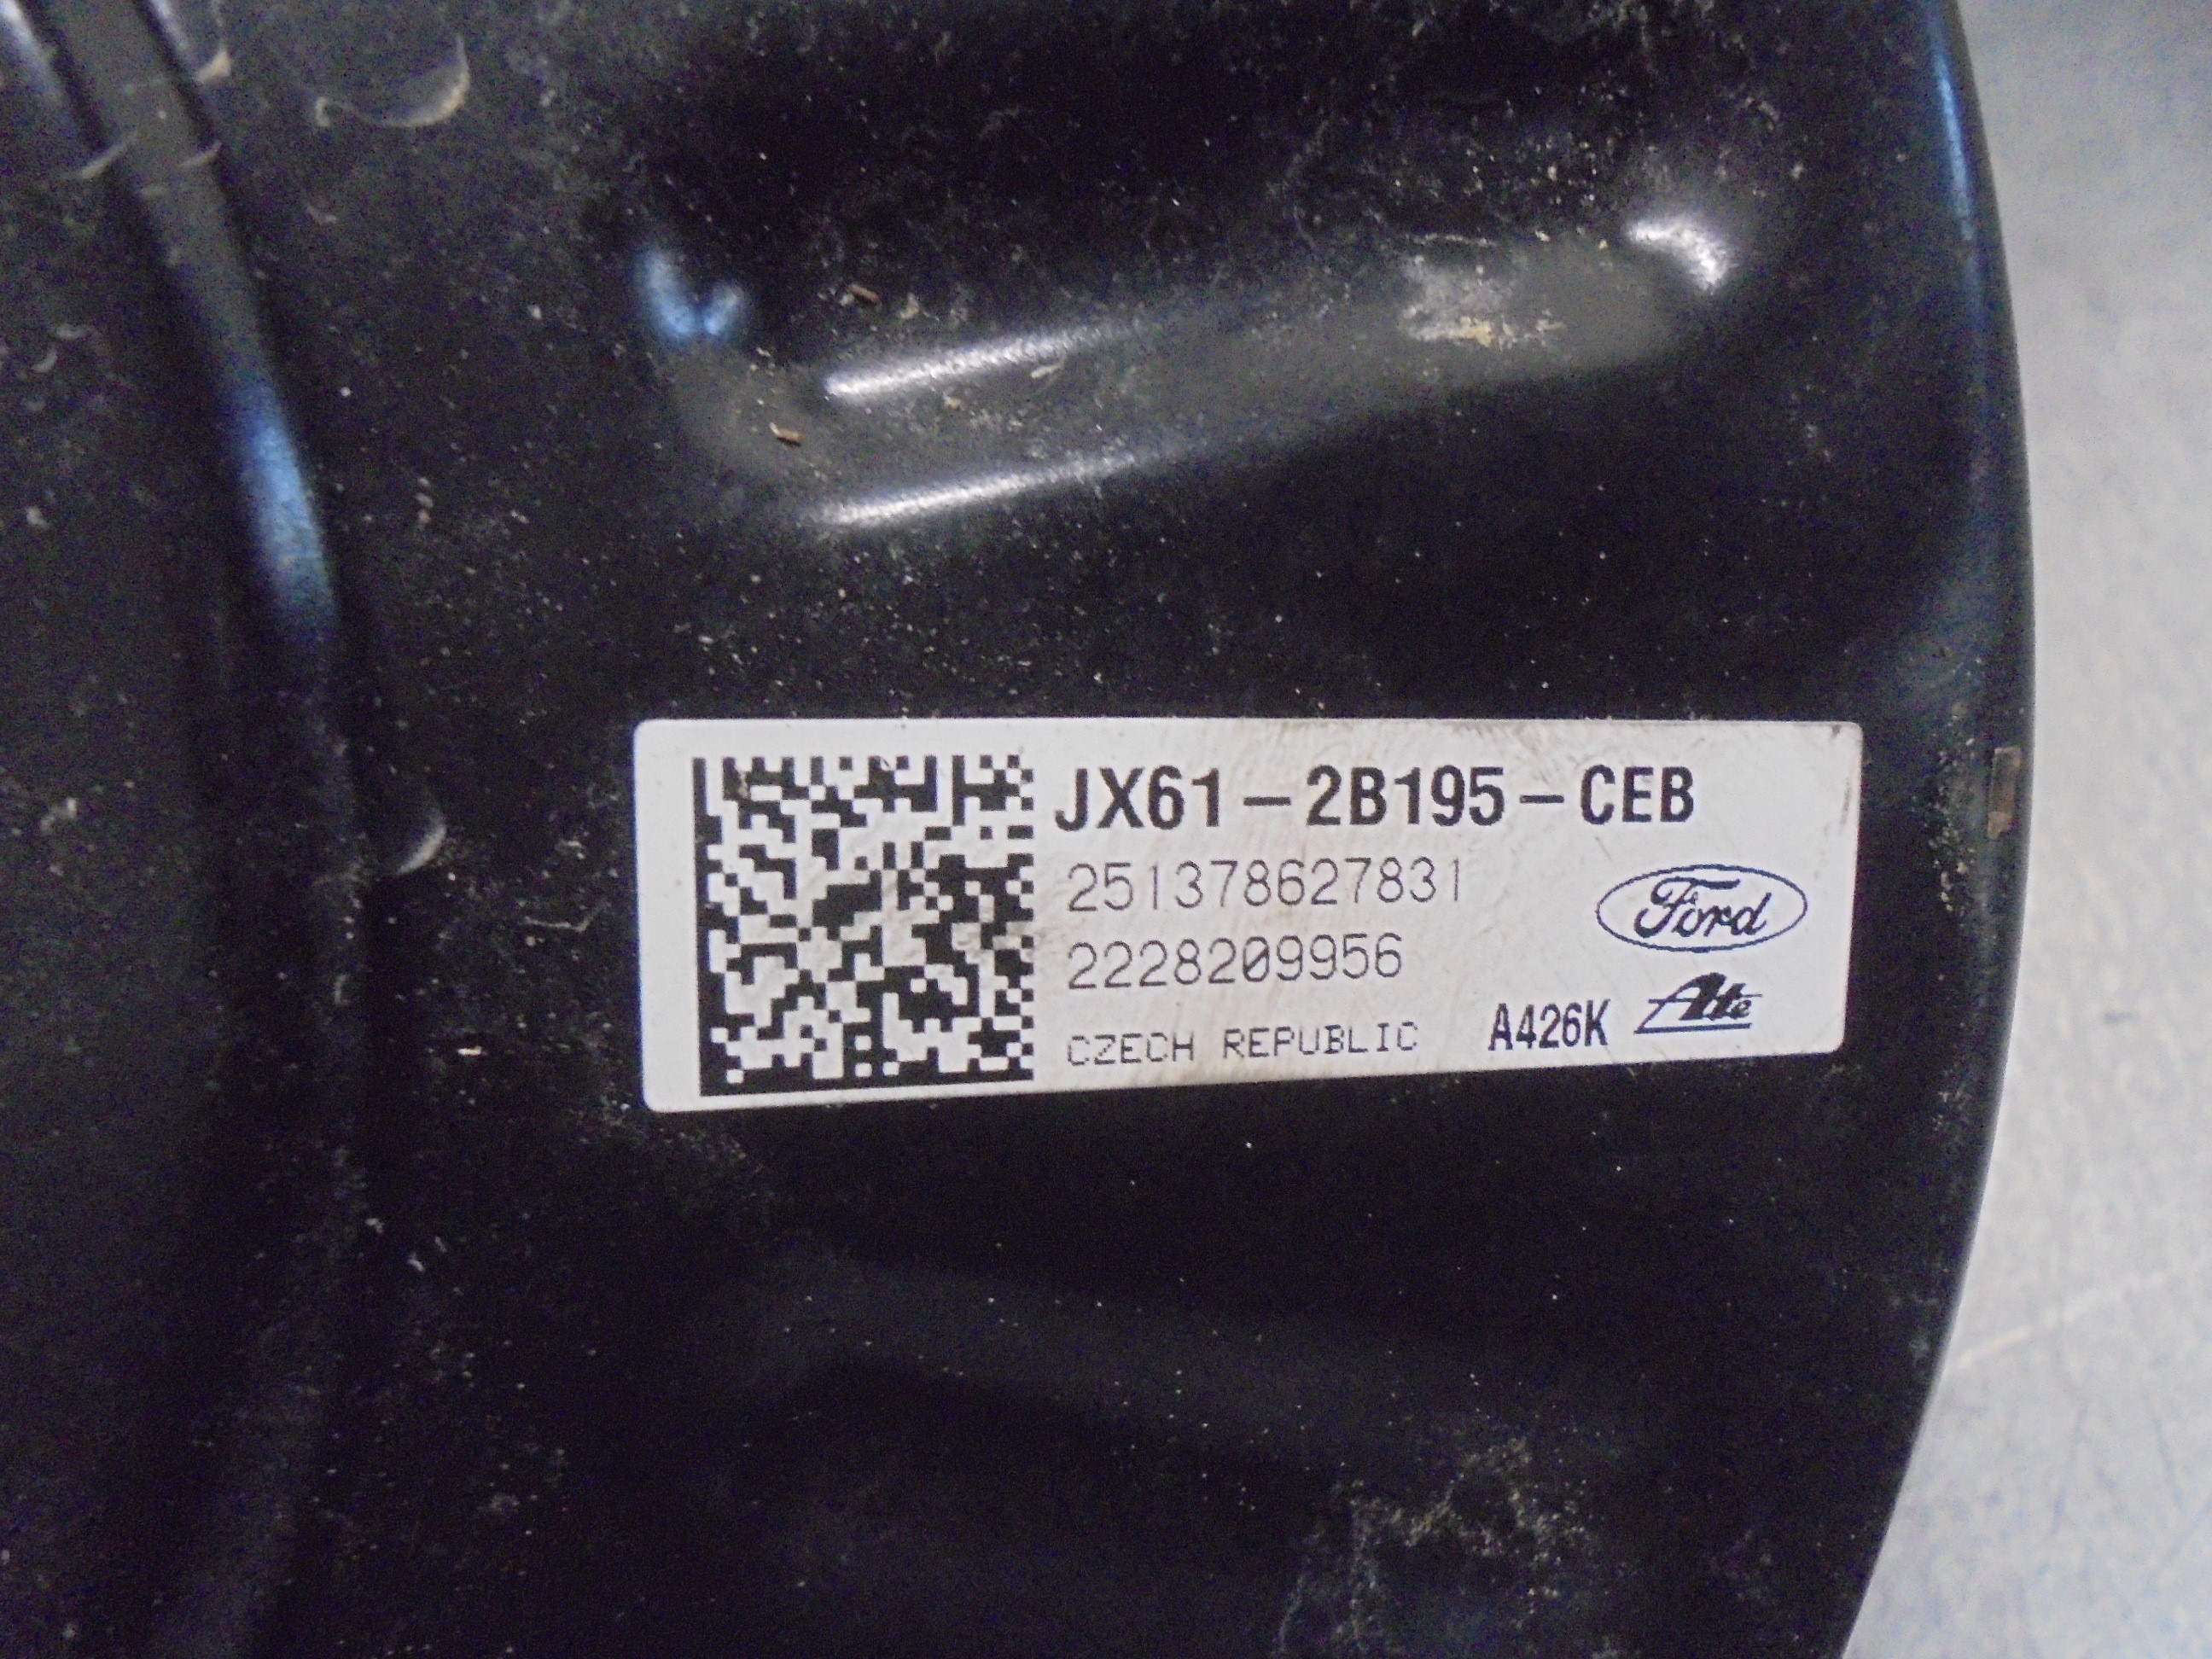 JX61-2B195-CEB
251378627831
2228209956
Ford
CZECH REPUBLIC A426K Ate